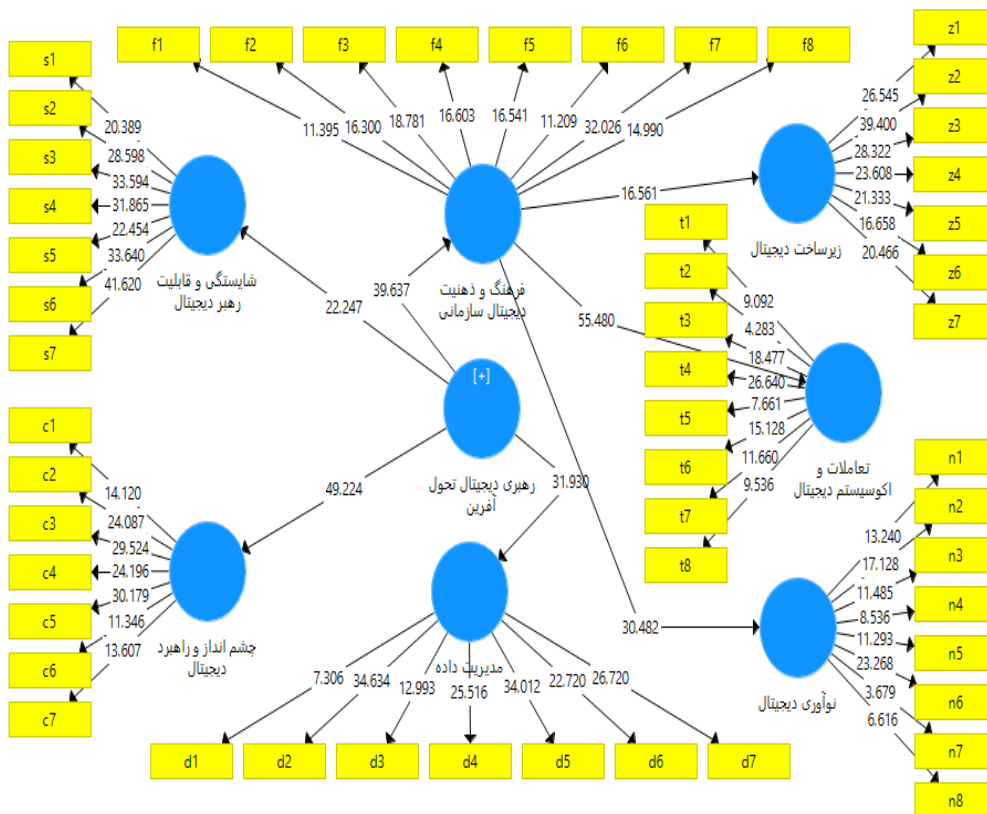 f1
f2
f3
f4
f5
f6
f7
f8
11.395
16.300
18.781
16.603
16.541
11.209
32.026
14.990
s1
s2
s3
s4
s5
s6
s7
20.389
28.598
33.594
31.865
22.454
33.640
41.620
شایستگی و قابلیت
رهبر دیجیتال
فرهنگ و ذهنیت
دیجیتال سازمانی
z1
z2
z3
z4
z5
z6
z7
26.545
39.400
28.322
23.608
21.333
16.658
20.466
زیرساخت دیجیتال
16.561
55.480
39.637
22.247
49.224
31.930
30.482
[+]
رهبری دیجیتال تحول
آفرین
t1
t2
t3
t4
t5
t6
t7
t8
9.092
4.283
18.477
26.640
7.661
15.128
11.660
9.536
تعاملات و
اکوسیستم دیجیتال
c1
c2
c3
c4
c5
c6
c7
14.120
24.087
29.524
24.196
30.179
11.346
13.607
چشم انداز و راهبرد
دیجیتال
مدیریت داده
7.306
34.634
12.993
25.516
34.012
22.720
26.720
d1
d2
d3
d4
d5
d6
d7
n1
n2
n3
n4
n5
n6
n7
n8
13.240
17.128
11.485
8.536
11.293
23.268
3.679
6.616
نوآوری دیجیتال